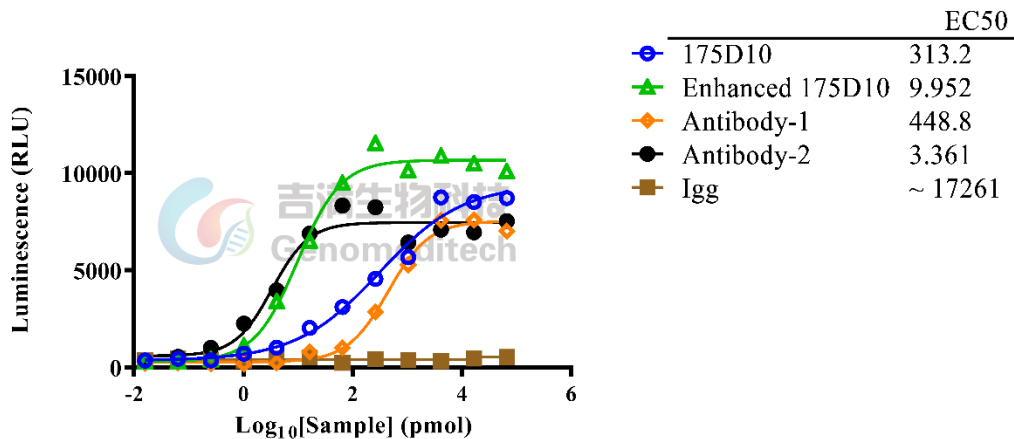 EC50
175D10 313.2
Enhanced 175D10 9.952
Antibody-1 448.8
Antibody-2 3.361
Igg ~ 17261
15000
10000
5000
0
Luminescence (RLU)
吉满生物科技
Genomeditech
-2 0 2 4 6
Log10[Sample] (pmol)